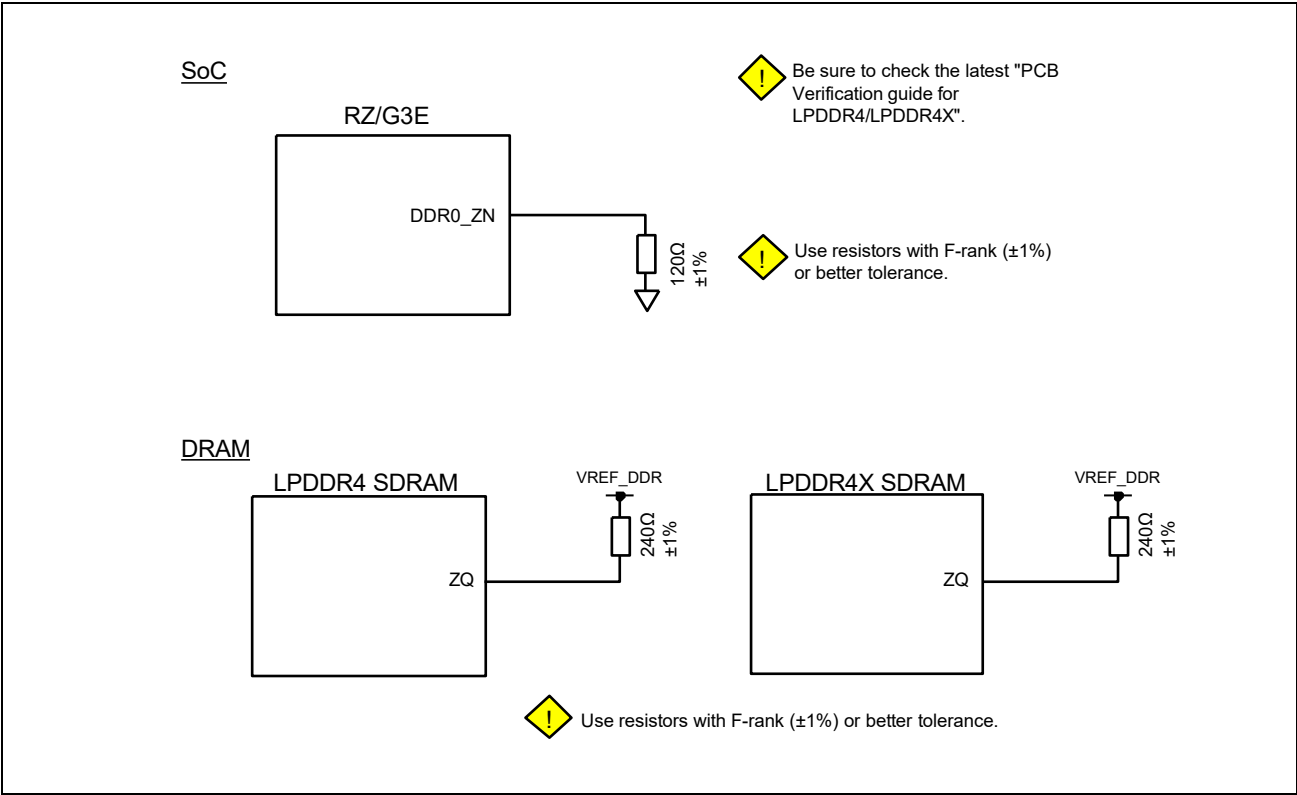 SoC
Be sure to check the latest "PCB
Verification guide for
LPDDR4/LPDDR4X".
RZ/G3E
DDR0_ZN
120Ω
±1%
!
Use resistors with F-rank (±1%)
or better tolerance.
!
DRAM
LPDDR4 SDRAM
VREF_DDR
240Ω
±1%
ZQ
LPDDR4X SDRAM
VREF_DDR
240Ω
±1%
ZQ
!
Use resistors with F-rank (±1%) or better tolerance.